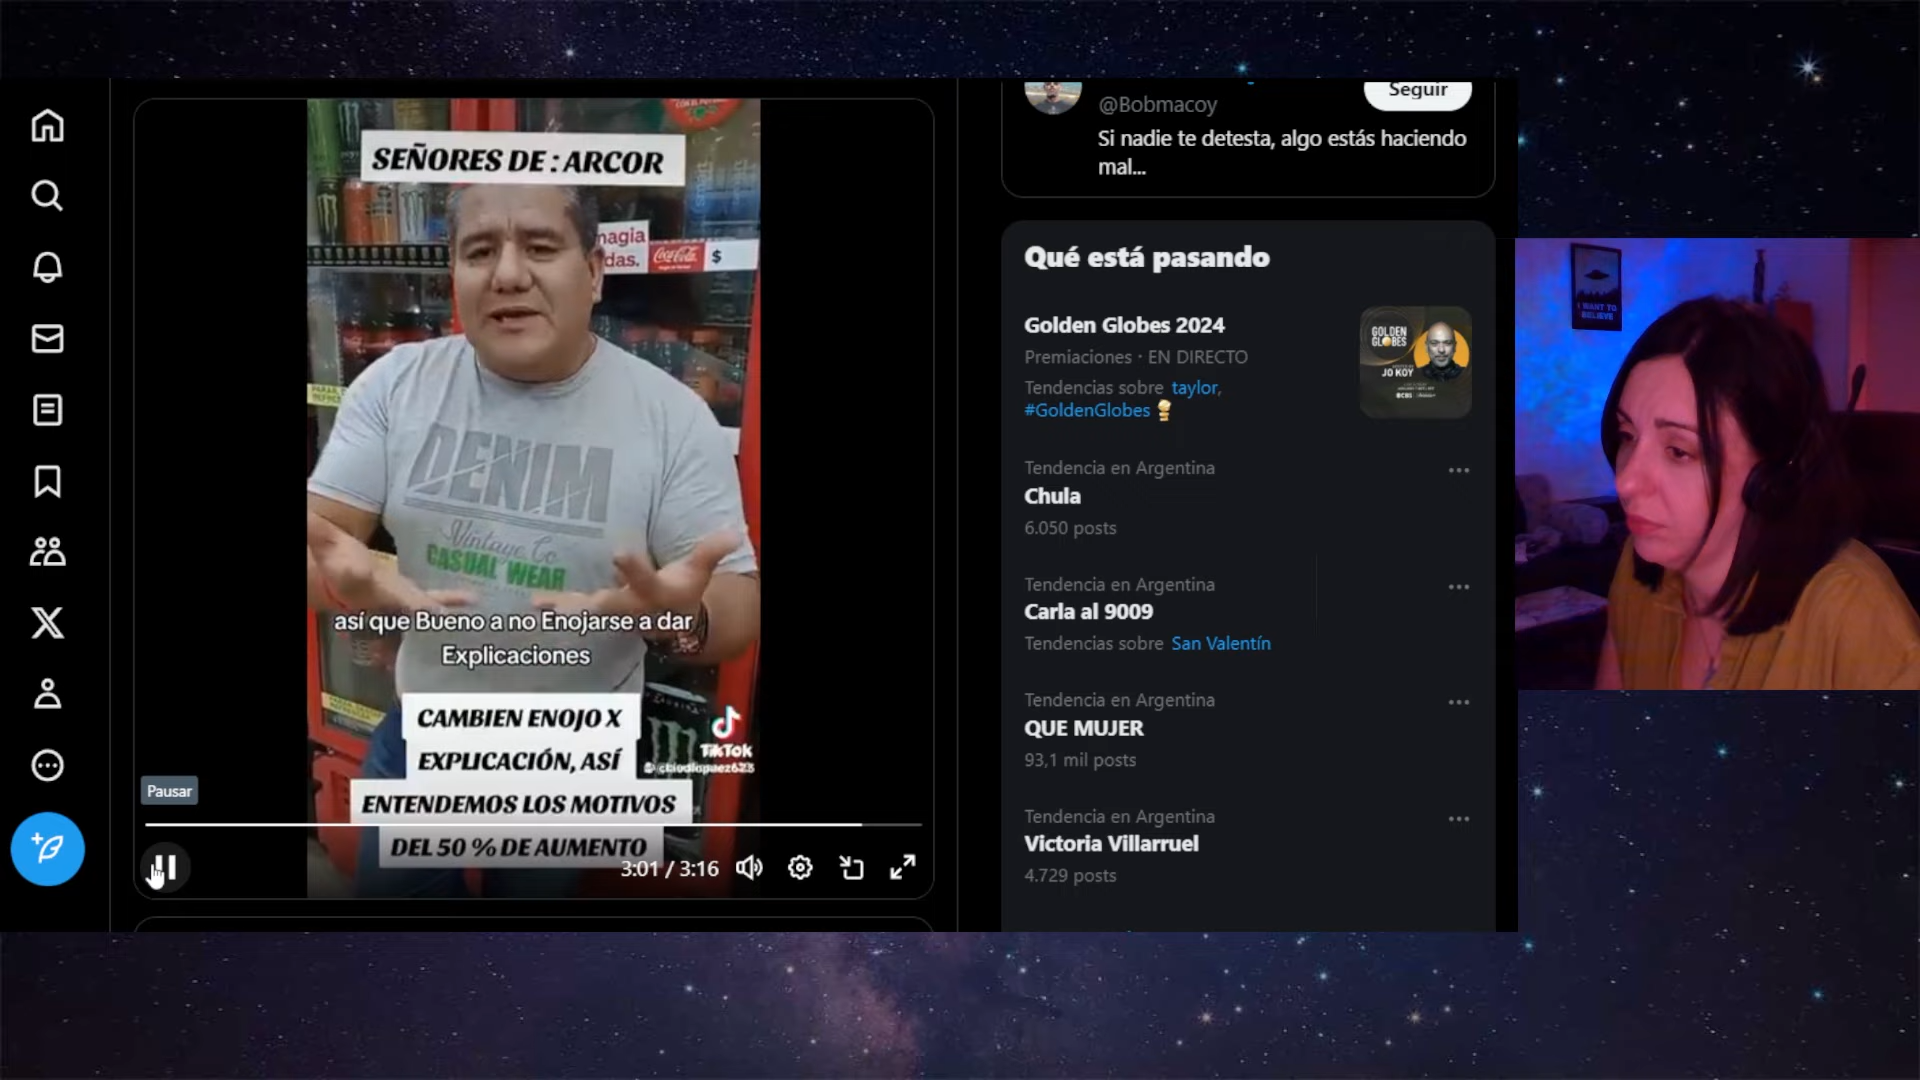 SEÑORES DE : ARCOR
magia
das.
Coca-Cola
$
DENIM
Vintage Co
CASUAL WEAR
así que Bueno a no Enojarse a dar
Explicaciones
CAMBIEN ENOJO X
EXPLICACIÓN, ASÍ
ENTENDEMOS LOS MOTIVOS
DEL 50 % DE AUMENTO
TikTok
Pausar
3:01 / 3:16
@Bobmacoy
Seguir
Si nadie te detesta, algo estás haciendo
mal...
Qué está pasando
Golden Globes 2024
Premiaciones · EN DIRECTO
Tendencias sobre taylor,
#GoldenGlobes
GOLDEN
GLOBES
JO KOY
Tendencia en Argentina
Chula
6.050 posts
Tendencia en Argentina
Carla al 9009
Tendencias sobre San Valentín
Tendencia en Argentina
QUE MUJER
93,1 mil posts
Tendencia en Argentina
Victoria Villarruel
4.729 posts
I WANT TO
BELIEVE